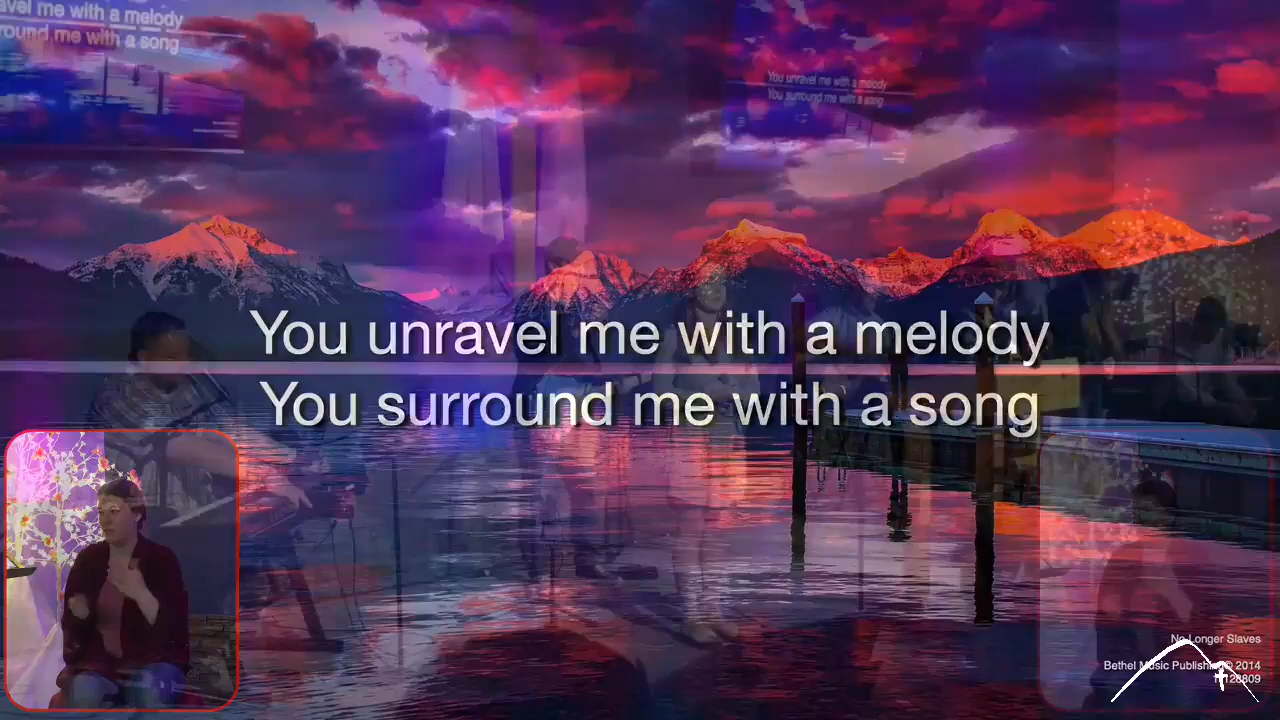 avel me with a melody
round me with a song
You unravel me with a melody
You surround me with a song
You unravel me with a melody
You surround me with a song
No Longer Slaves
Bethel Music Publishing © 2014